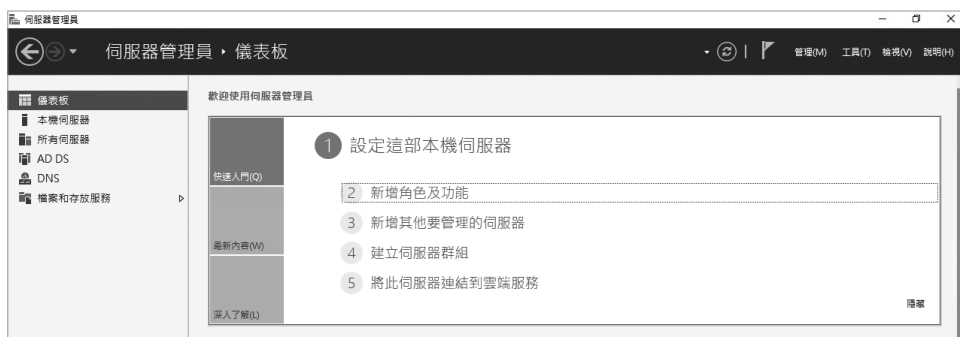 伺服器管理員
伺服器管理員 ‧ 儀表板
管理(M) 工具(T) 檢視(V) 說明(H)
儀表板
本機伺服器
所有伺服器
AD DS
DNS
檔案和存放服務
歡迎使用伺服器管理員
快速入門(Q)
最新內容(W)
深入了解(L)
1 設定這部本機伺服器
2 新增角色及功能
3 新增其他要管理的伺服器
4 建立伺服器群組
5 將此伺服器連結到雲端服務
隱藏